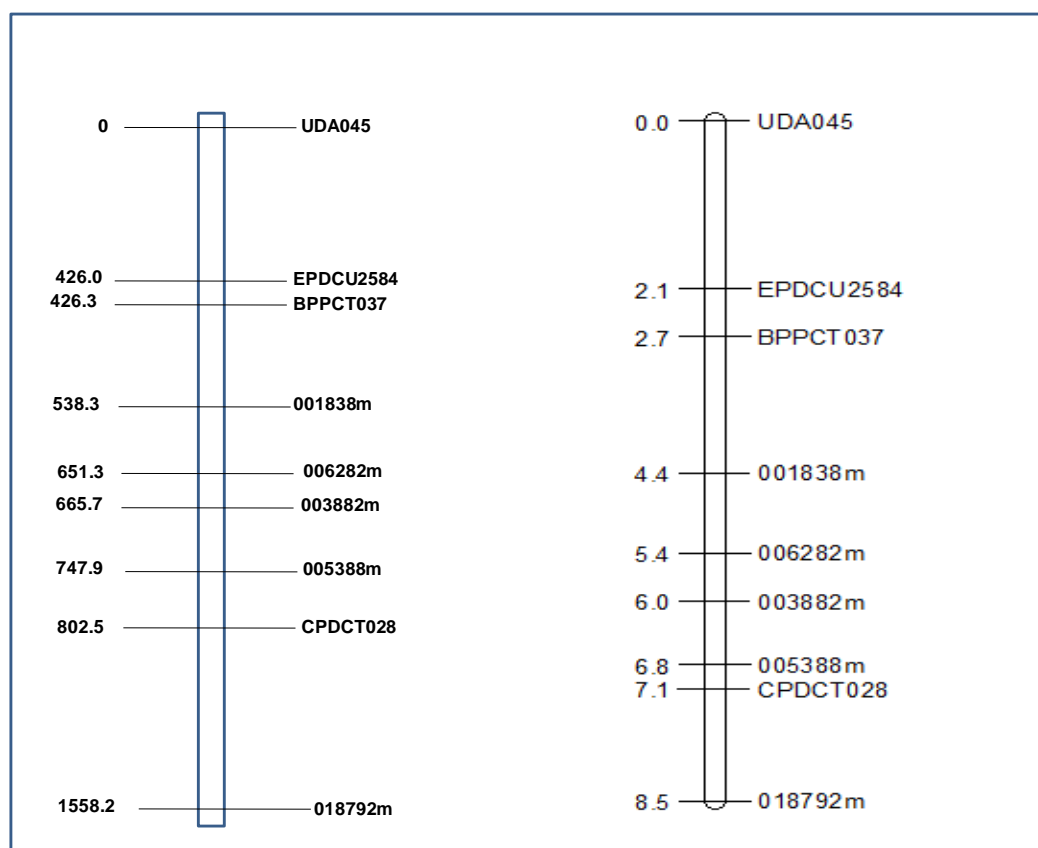 0 UDA045
426.0 EPDCU2584
426.3 BPPCT037
538.3 001838m
651.3 006282m
665.7 003882m
747.9 005388m
802.5 CPDCT028
1558.2 018792m
0.0 UDA045
2.1 EPDCU2584
2.7 BPPCT037
4.4 001838m
5.4 006282m
6.0 003882m
6.8 005388m
7.1 CPDCT028
8.5 018792m